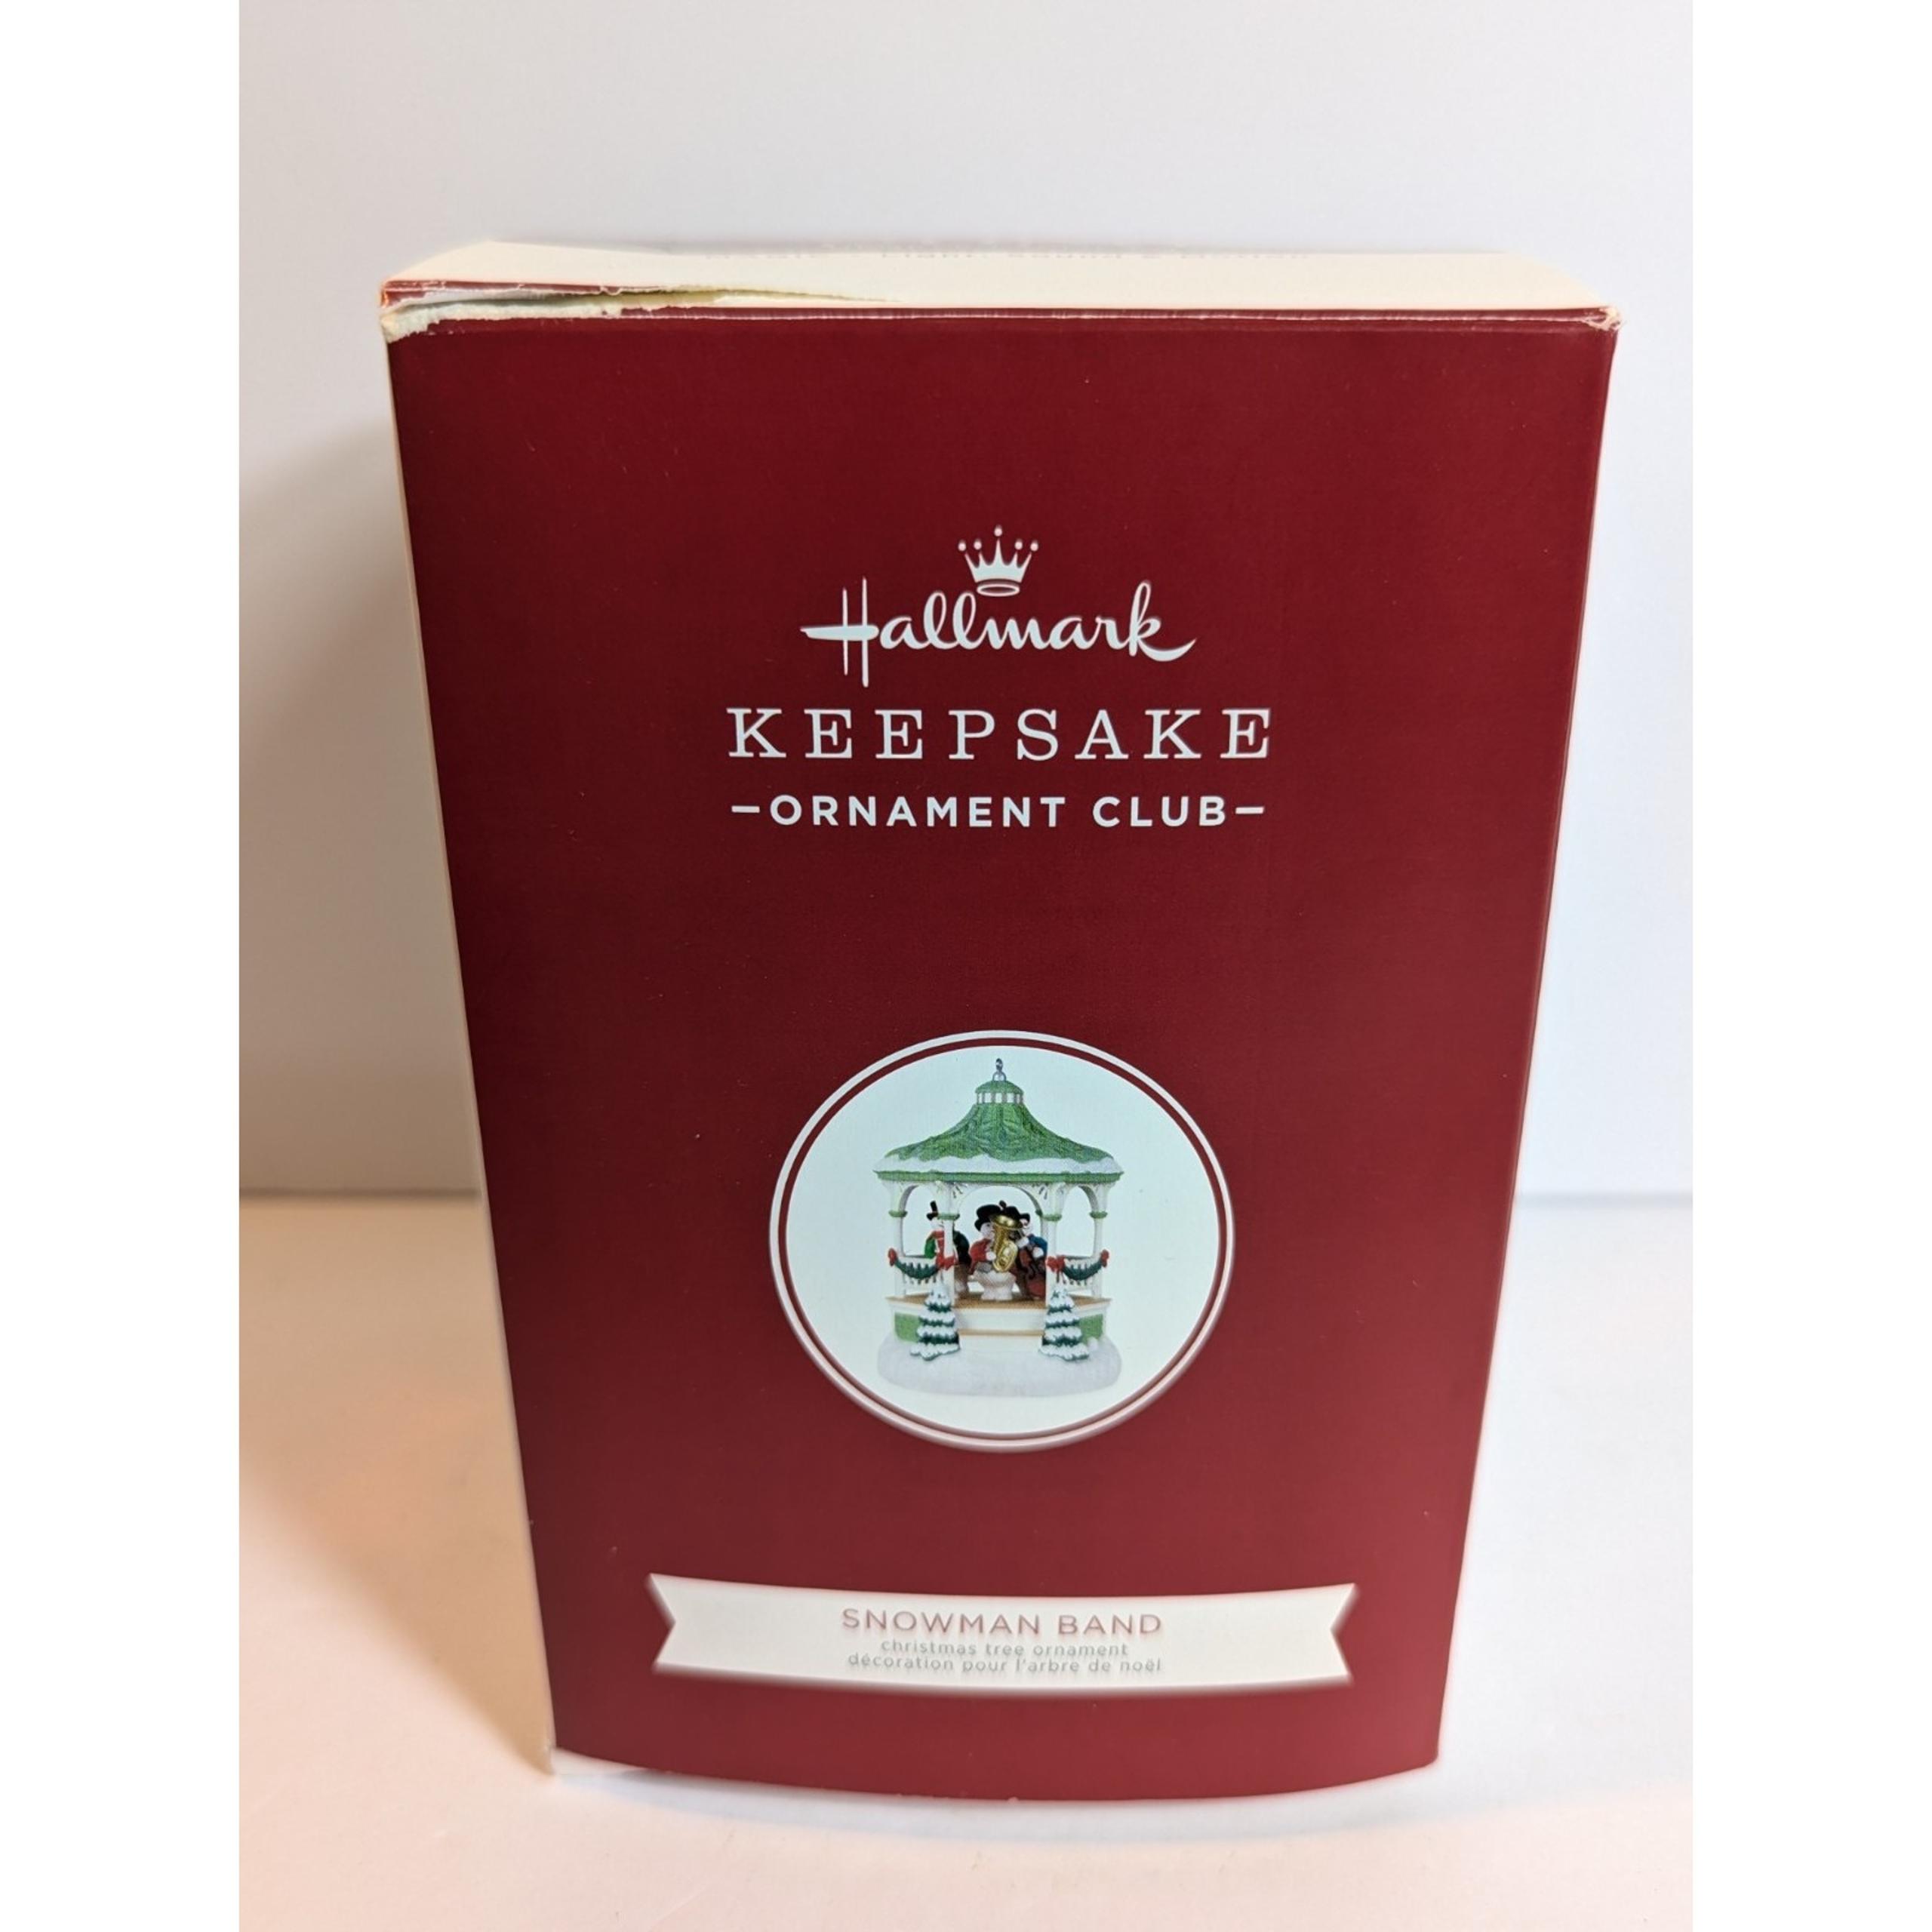 Hallmark
KEEPSAKE
–ORNAMENT CLUB–
SNOWMAN BAND
christmas tree ornament
décoration pour l'arbre de noël